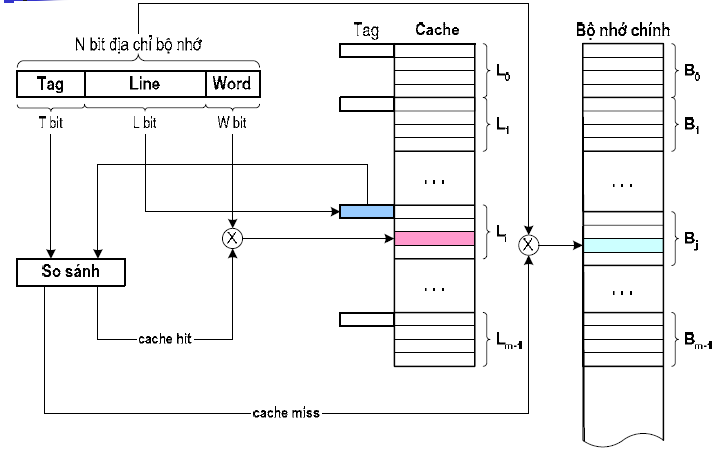 N bit địa chỉ bộ nhớ
Tag Line Word
T bit L bit W bit
So sánh
cache hit
cache miss
X
Tag Cache
L0
L1
...
Li
...
Lm-1
X
Bộ nhớ chính
B0
B1
...
Bj
...
Bm-1